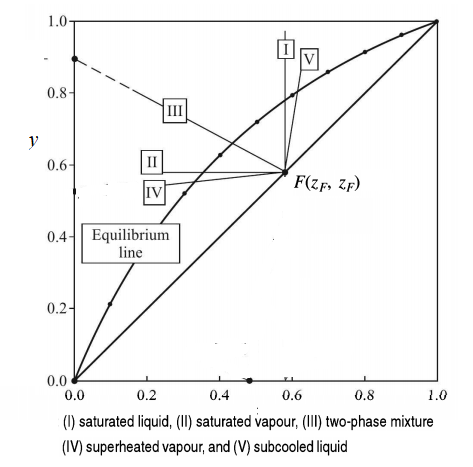 1.0
I
V
0.8
III
y
0.6
II
IV
F(z_F, z_F)
0.4
Equilibrium
line
0.2
0.0
0.0 0.2 0.4 0.6 0.8 1.0
(I) saturated liquid, (II) saturated vapour, (III) two-phase mixture
(IV) superheated vapour, and (V) subcooled liquid